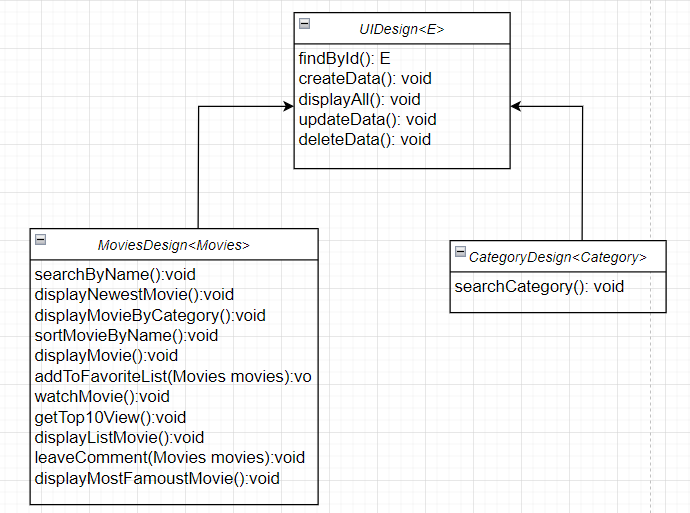 UIDesign<E>
findById(): E
createData(): void
displayAll(): void
updateData(): void
deleteData(): void
MoviesDesign<Movies>
searchByName():void
displayNewestMovie():void
displayMovieByCategory():void
sortMovieByName():void
displayMovie():void
addToFavoriteList(Movies movies):vo
watchMovie():void
getTop10View():void
displayListMovie():void
leaveComment(Movies movies):void
displayMostFamoustMovie():void
CategoryDesign<Category>
searchCategory(): void